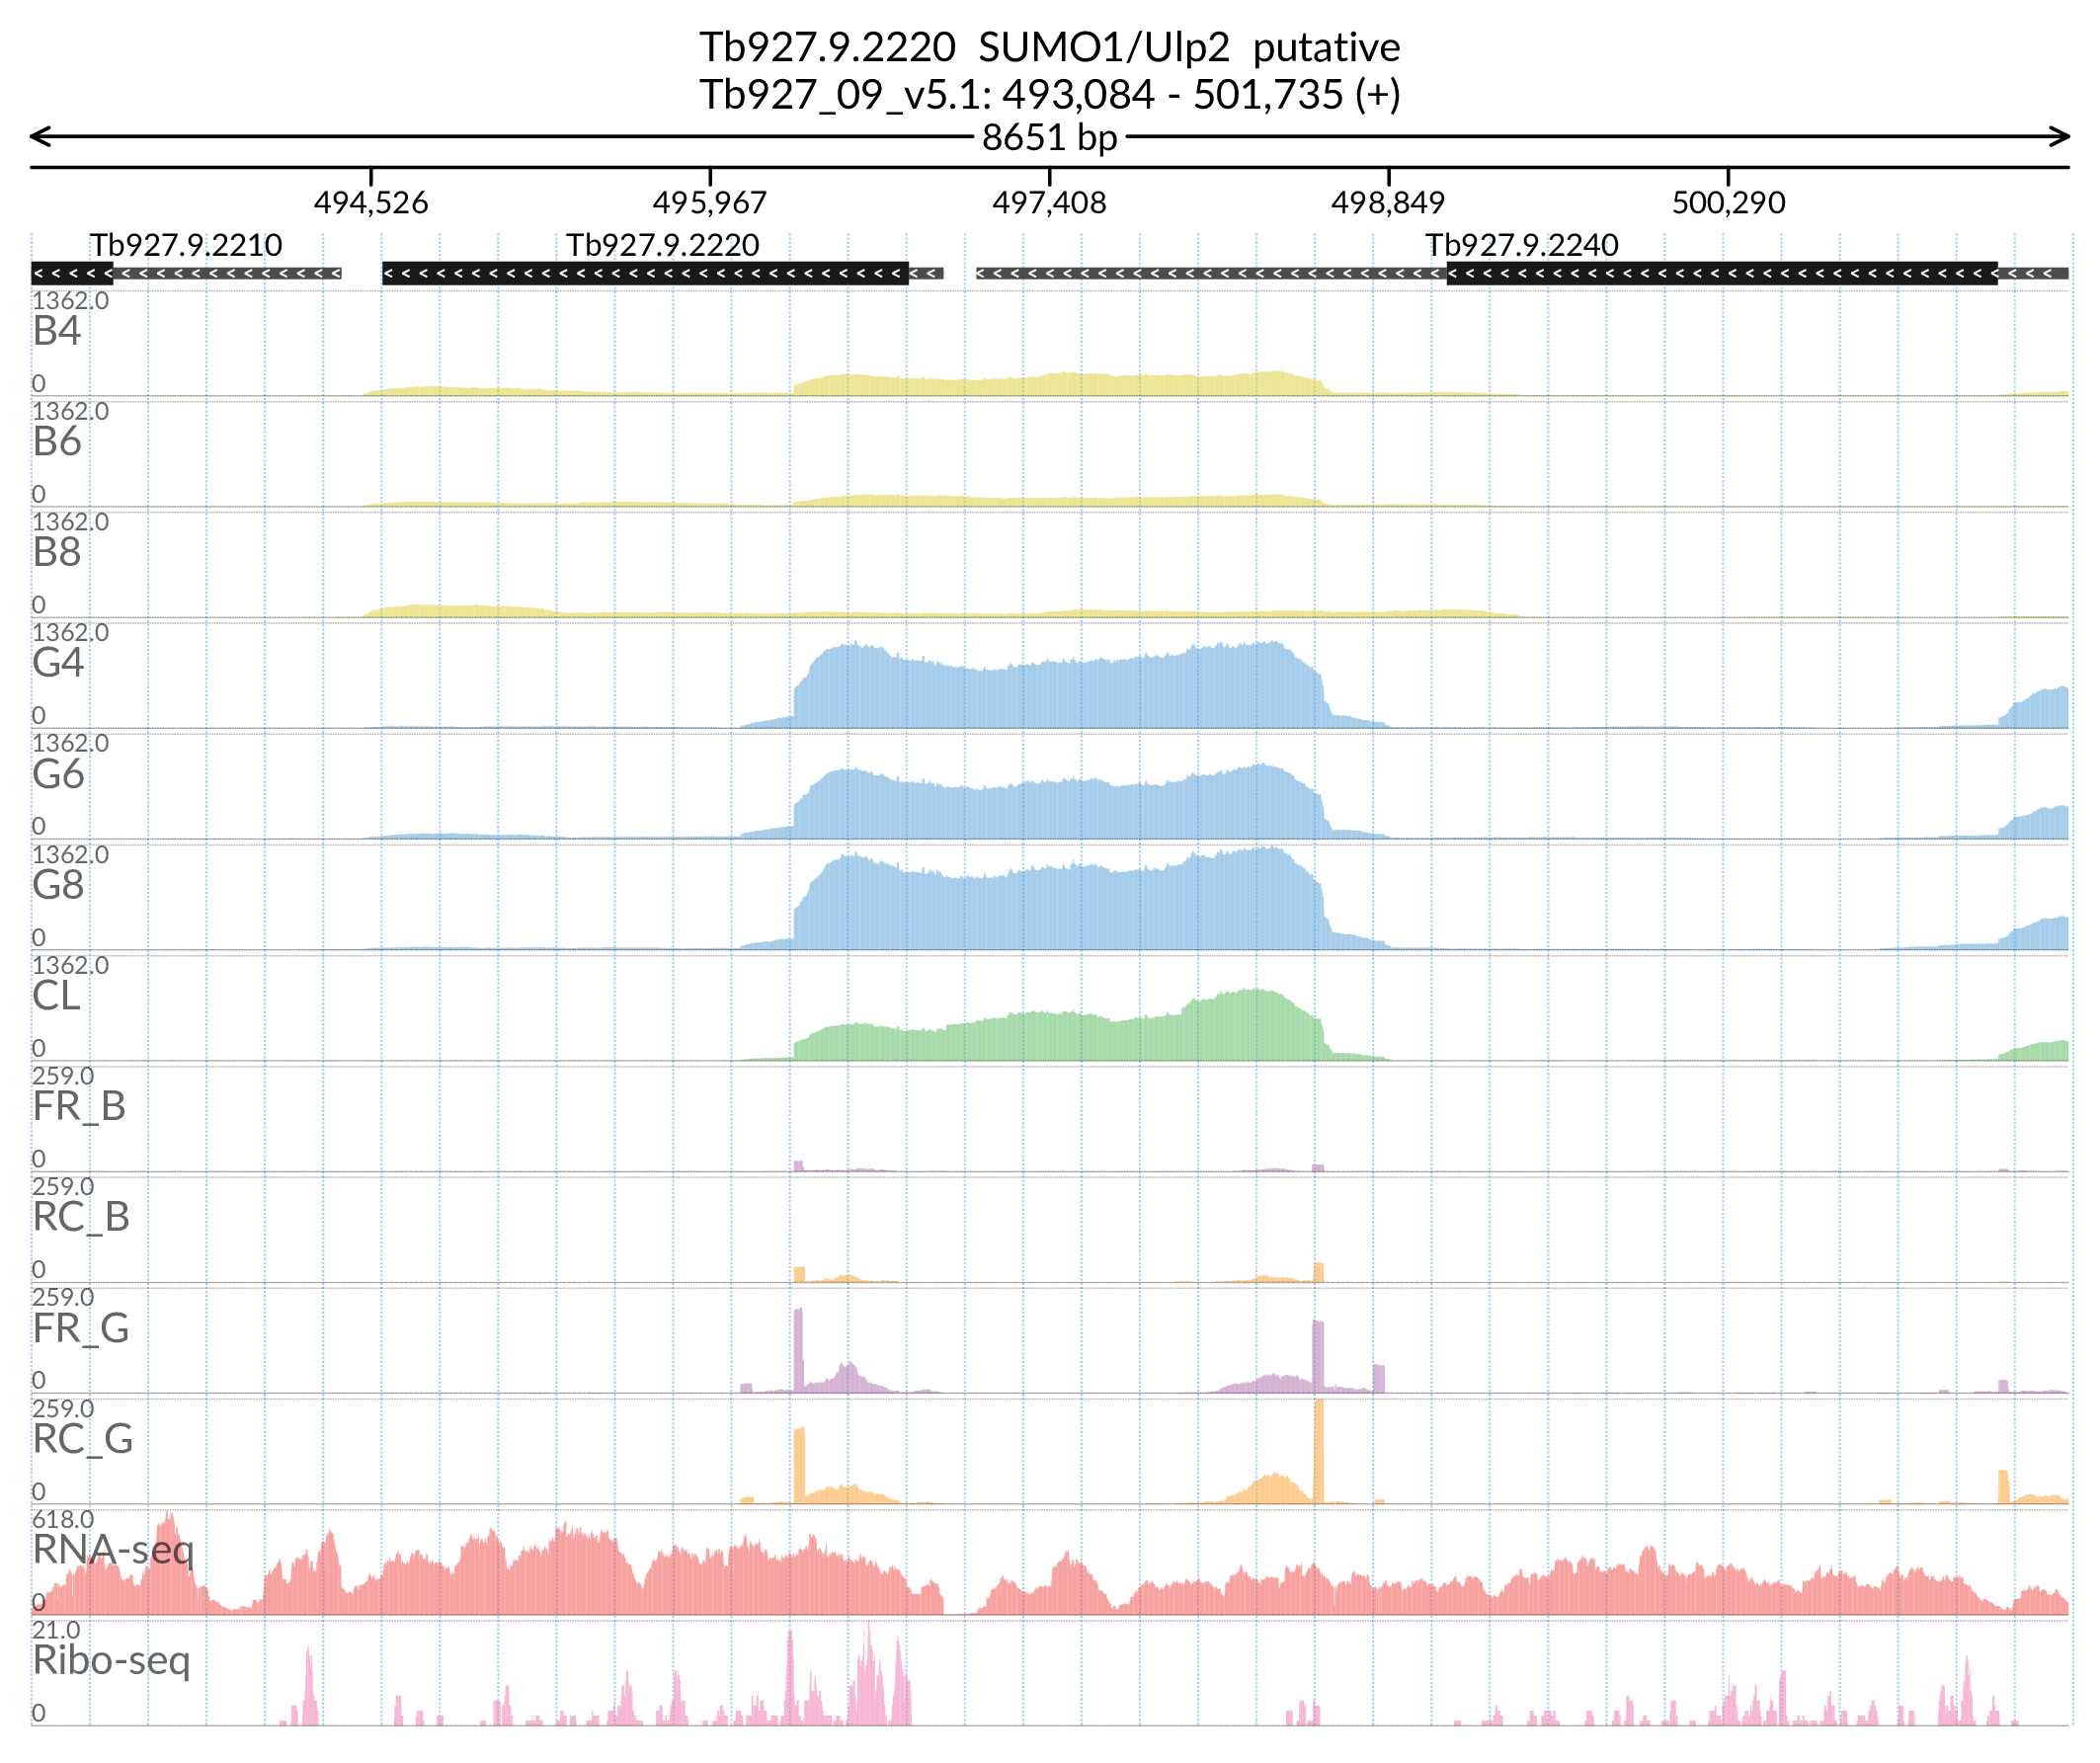 Tb927.9.2220 SUMO1/Ulp2 putative
Tb927_09_v5.1: 493,084 - 501,735 (+)
8651 bp
494,526 495,967 497,408 498,849 500,290
Tb927.9.2210 Tb927.9.2220 Tb927.9.2240
1362.0
B4
0
1362.0
B6
0
1362.0
B8
0
1362.0
G4
0
1362.0
G6
0
1362.0
G8
0
1362.0
CL
0
259.0
FR_B
0
259.0
RC_B
0
259.0
FR_G
0
259.0
RC_G
0
618.0
RNA-seq
0
21.0
Ribo-seq
0